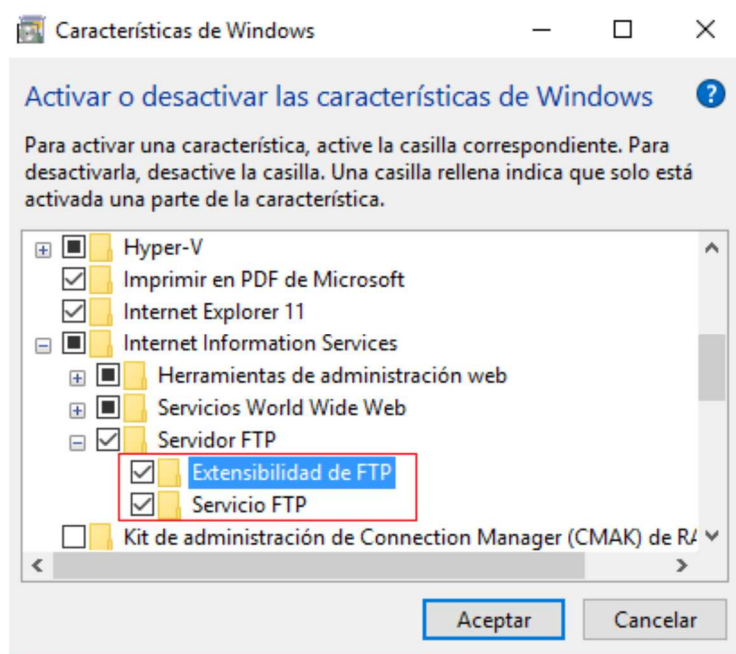 Características de Windows
Activar o desactivar las características de Windows
Para activar una característica, active la casilla correspondiente. Para
desactivarla, desactive la casilla. Una casilla rellena indica que solo está
activada una parte de la característica.
Hyper-V
Imprimir en PDF de Microsoft
Internet Explorer 11
Internet Information Services
Herramientas de administración web
Servicios World Wide Web
Servidor FTP
Extensibilidad de FTP
Servicio FTP
Kit de administración de Connection Manager (CMAK) de
Aceptar Cancelar